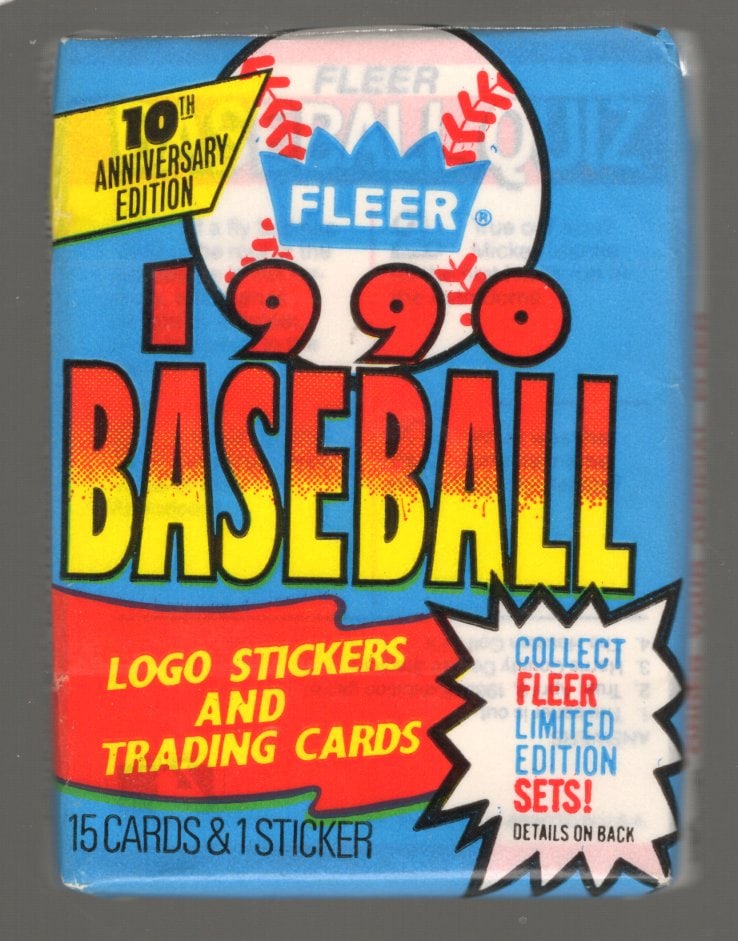 10TH
ANNIVERSARY
EDITION
FLEER®
1990
BASEBALL
LOGO STICKERS
AND
TRADING CARDS
COLLECT
FLEER
LIMITED
EDITION
SETS!
DETAILS ON BACK
15 CARDS & 1 STICKER
FLEER